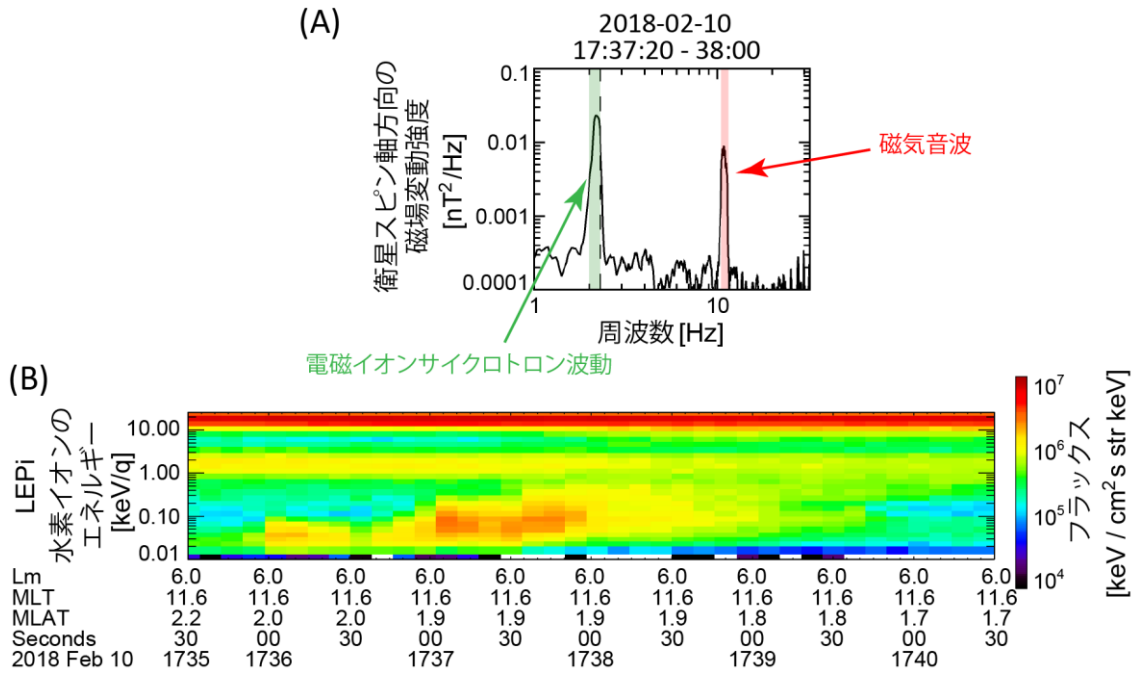 (A)
2018-02-10
17:37:20 - 38:00
衛星スピン軸方向の
磁場変動強度
[nT²/Hz]
0.1
0.01
0.001
0.0001
1
10
周波数 [Hz]
磁気音波
電磁イオンサイクロトロン波動
(B)
LEPi
水素イオンの
エネルギー
[keV/q]
10.00
1.00
0.10
0.01
10⁷
10⁶
10⁵
10⁴
フラックス
[keV / cm² s str keV]
Lm 6.0 6.0 6.0 6.0 6.0 6.0 6.0 6.0 6.0 6.0 6.0
MLT 11.6 11.6 11.6 11.6 11.6 11.6 11.6 11.6 11.6 11.6 11.6
MLAT 2.2 2.0 2.0 1.9 1.9 1.9 1.9 1.8 1.8 1.7 1.7
Seconds 30 00 30 00 30 00 30 00 30 00 30
2018 Feb 10 1735 1736 1737 1738 1739 1740